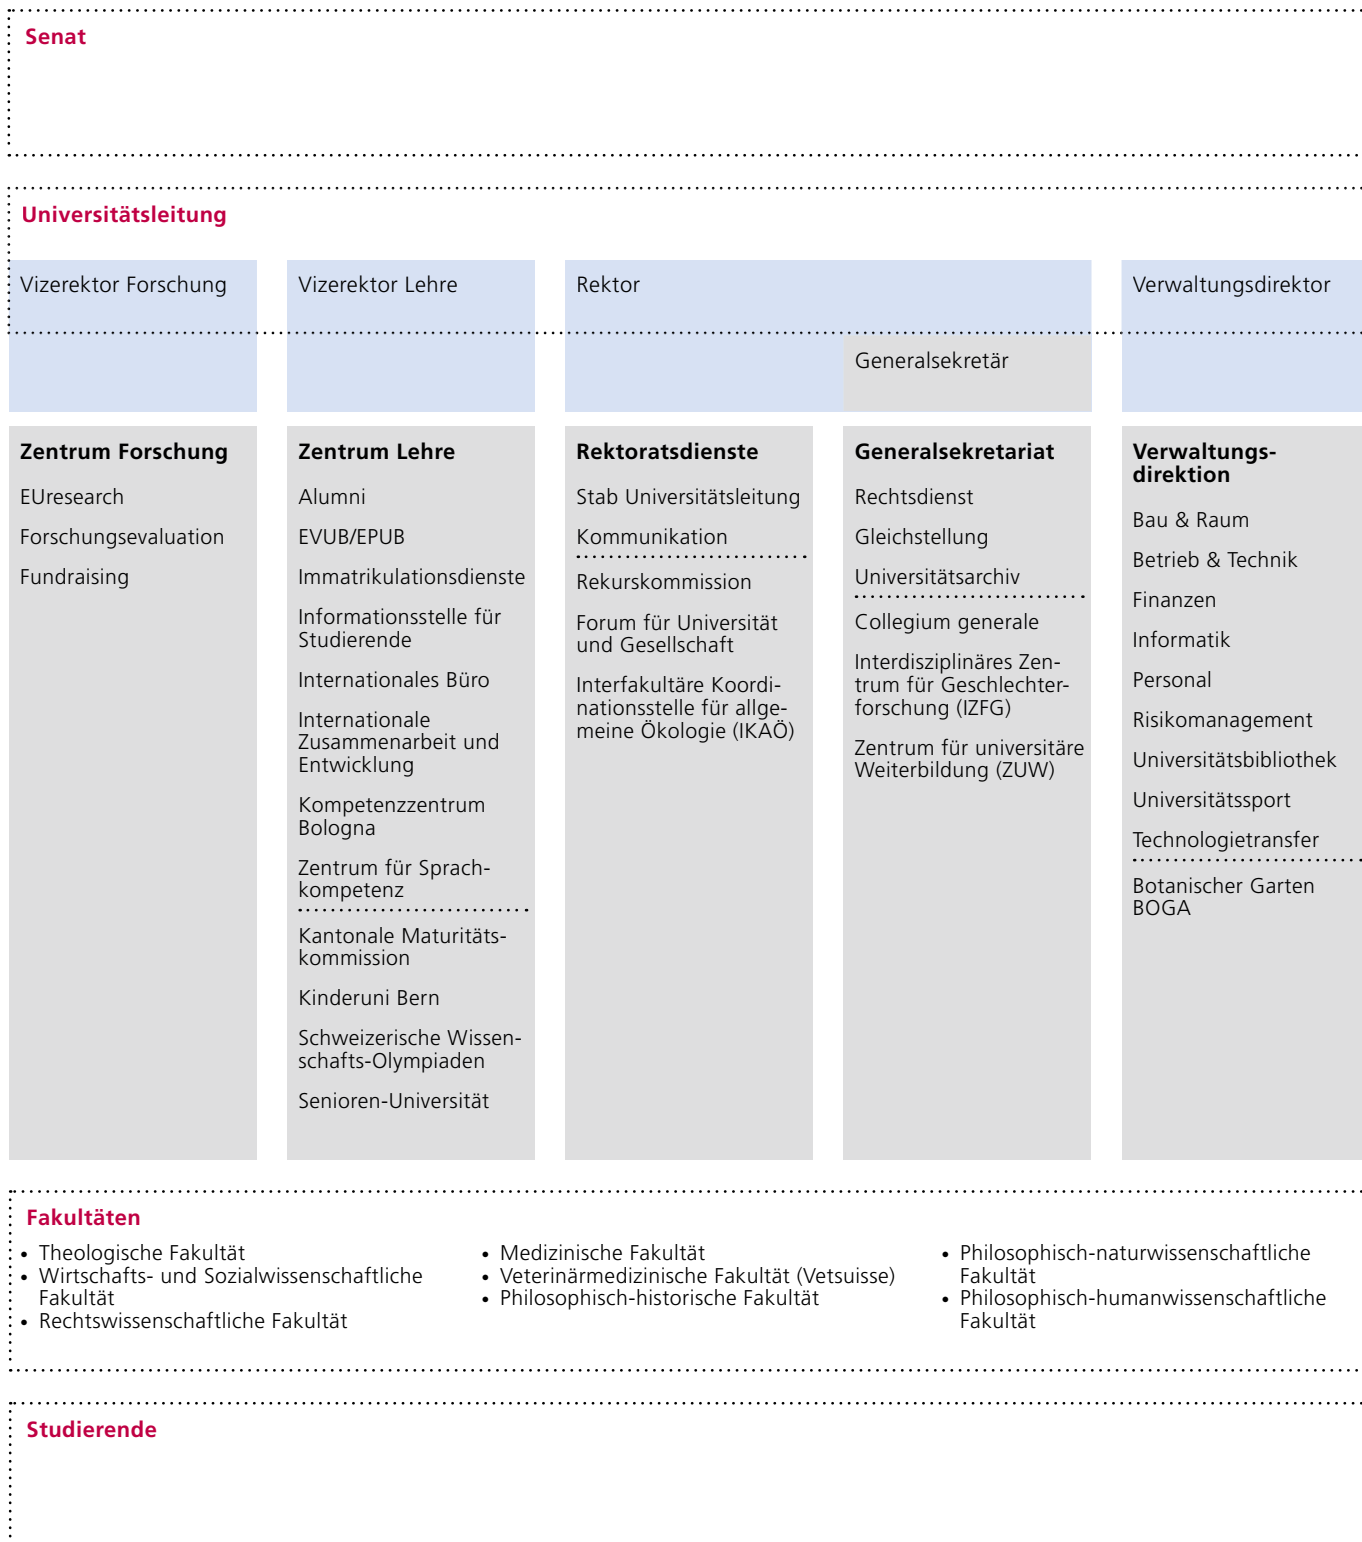 Senat
Universitätsleitung
Vizerektor Forschung
Vizerektor Lehre
Rektor
Verwaltungsdirektor
Generalsekretär
Zentrum Forschung
EUresearch
Forschungsevaluation
Fundraising
Zentrum Lehre
Alumni
EVUB/EPUB
Immatrikulationsdienste
Informationsstelle für
Studierende
Internationales Büro
Internationale
Zusammenarbeit und
Entwicklung
Kompetenzzentrum
Bologna
Zentrum für Sprach-
kompetenz
Kantonale Maturitäts-
kommission
Kinderuni Bern
Schweizerische Wissen-
schafts-Olympiaden
Senioren-Universität
Rektoratsdienste
Stab Universitätsleitung
Kommunikation
Rekurskommission
Forum für Universität
und Gesellschaft
Interfakultäre Koordi-
nationsstelle für allge-
meine Ökologie (IKAÖ)
Generalsekretariat
Rechtsdienst
Gleichstellung
Universitätsarchiv
Collegium generale
Interdisziplinäres Zen-
trum für Geschlechter-
forschung (IZFG)
Zentrum für universitäre
Weiterbildung (ZUW)
Verwaltungs-
direktion
Bau & Raum
Betrieb & Technik
Finanzen
Informatik
Personal
Risikomanagement
Universitätsbibliothek
Universitätssport
Technologietransfer
Botanischer Garten
BOGA
Fakultäten
• Theologische Fakultät
• Wirtschafts- und Sozialwissenschaftliche
Fakultät
• Rechtswissenschaftliche Fakultät
• Medizinische Fakultät
• Veterinärmedizinische Fakultät (Vetsuisse)
• Philosophisch-historische Fakultät
• Philosophisch-naturwissenschaftliche
Fakultät
• Philosophisch-humanwissenschaftliche
Fakultät
Studierende